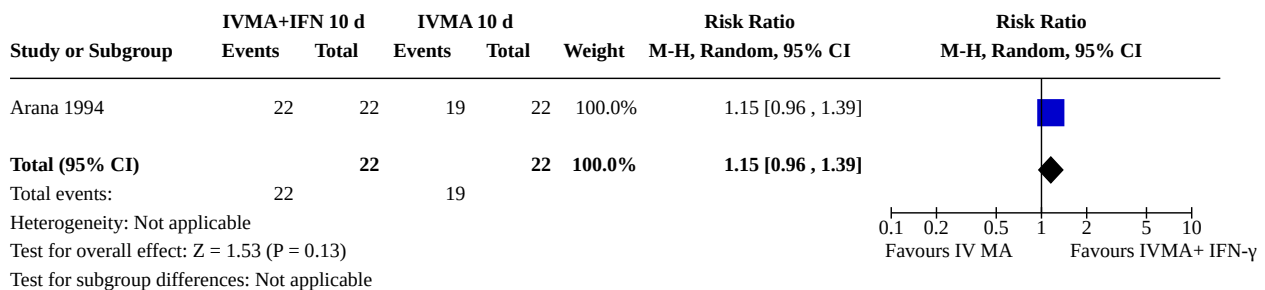 IVMA+IFN 10 d IVMA 10 d Risk Ratio Risk Ratio
Study or Subgroup Events Total Events Total Weight M-H, Random, 95% CI M-H, Random, 95% CI
Arana 1994 22 22 19 22 100.0% 1.15 [0.96 , 1.39]
Total (95% CI) 22 22 100.0% 1.15 [0.96 , 1.39]
Total events: 22 19
Heterogeneity: Not applicable 0.1 0.2 0.5 1 2 5 10
Test for overall effect: Z = 1.53 (P = 0.13) Favours IV MA Favours IVMA+ IFN-γ
Test for subgroup differences: Not applicable